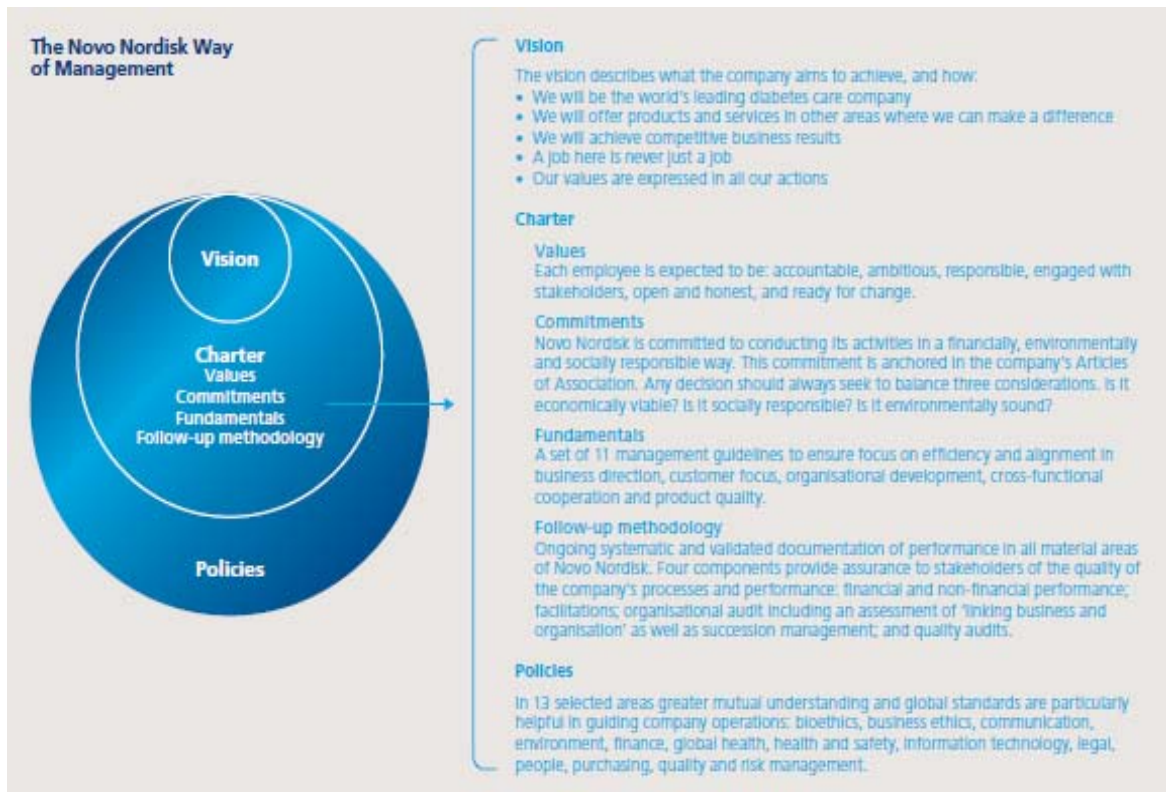 The Novo Nordisk Way
of Management
Vision
Charter
Values
Commitments
Fundamentals
Follow-up methodology
Policies
Vision
The vision describes what the company aims to achieve, and how:
• We will be the world's leading diabetes care company
• We will offer products and services in other areas where we can make a difference
• We will achieve competitive business results
• A job here is never just a job
• Our values are expressed in all our actions
Charter
Values
Each employee is expected to be: accountable, ambitious, responsible, engaged with
stakeholders, open and honest, and ready for change.
Commitments
Novo Nordisk is committed to conducting its activities in a financially, environmentally
and socially responsible way. This commitment is anchored in the company's Articles
of Association. Any decision should always seek to balance three considerations. Is it
economically viable? Is it socially responsible? Is it environmentally sound?
Fundamentals
A set of 11 management guidelines to ensure focus on efficiency and alignment in
business direction, customer focus, organisational development, cross-functional
cooperation and product quality.
Follow-up methodology
Ongoing systematic and validated documentation of performance in all material areas
of Novo Nordisk. Four components provide assurance to stakeholders of the quality of
the company's processes and performance: financial and non-financial performance;
facilitations; organisational audit including an assessment of 'linking business and
organisation' as well as succession management; and quality audits.
Policies
In 13 selected areas greater mutual understanding and global standards are particularly
helpful in guiding company operations: bioethics, business ethics, communication,
environment, finance, global health, health and safety, information technology, legal,
people, purchasing, quality and risk management.